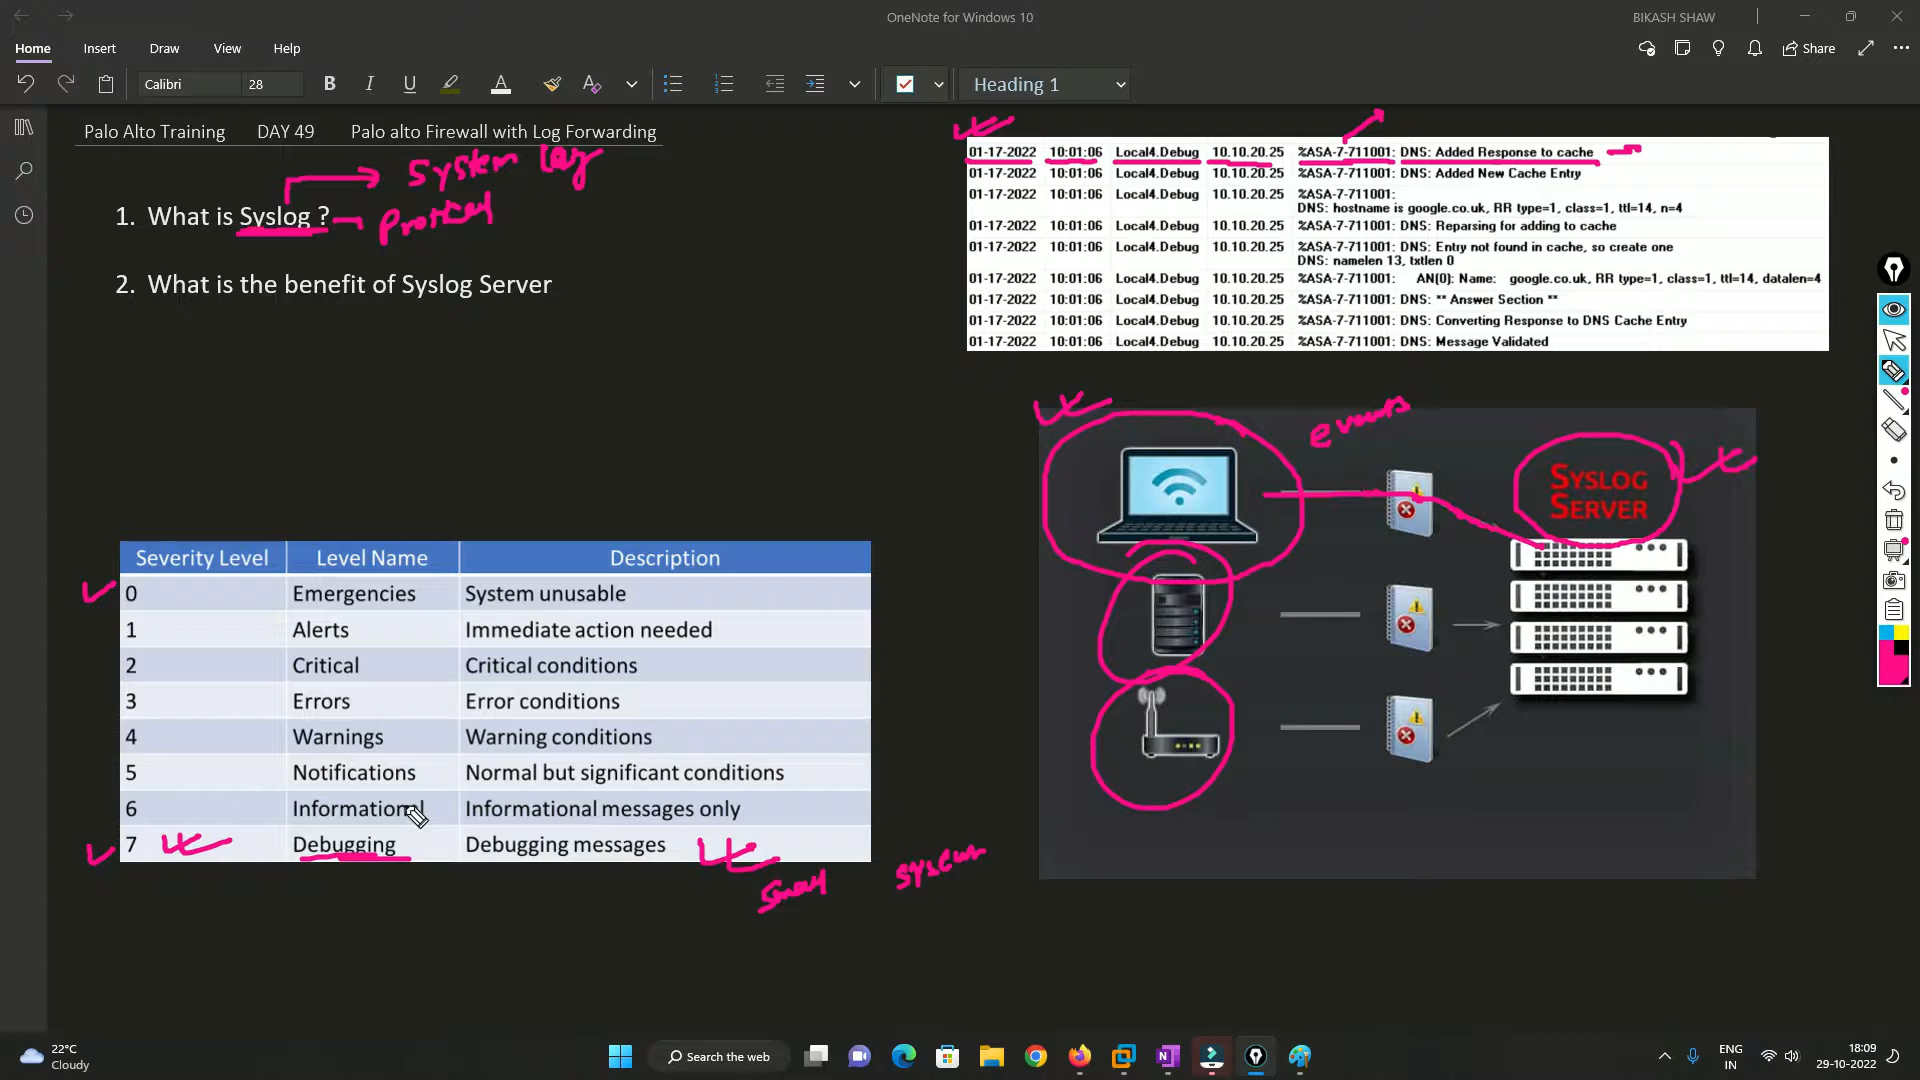 OneNote for Windows 10
BIKASH SHAW
Home Insert Draw View Help
Share
Calibri 28 B I U A A Heading 1
Palo Alto Training DAY 49 Palo alto Firewall with Log Forwarding
System Log
1. What is Syslog ?
2. What is the benefit of Syslog Server
01-17-2022 10:01:06 Local4.Debug 10.10.20.25 %ASA-7-711001: DNS: Added Response to cache
01-17-2022 10:01:06 Local4.Debug 10.10.20.25 %ASA-7-711001: DNS: Added New Cache Entry
01-17-2022 10:01:06 Local4.Debug 10.10.20.25 %ASA-7-711001:
DNS: hostname is google.co.uk, RR type=1, class=1, ttl=14, n=4
01-17-2022 10:01:06 Local4.Debug 10.10.20.25 %ASA-7-711001: DNS: Reparsing for adding to cache
01-17-2022 10:01:06 Local4.Debug 10.10.20.25 %ASA-7-711001: DNS: Entry not found in cache, so create one
DNS: namelen 13, txtlen 0
01-17-2022 10:01:06 Local4.Debug 10.10.20.25 %ASA-7-711001: AN(0): Name: google.co.uk, RR type=1, class=1, ttl=14, datalen=4
01-17-2022 10:01:06 Local4.Debug 10.10.20.25 %ASA-7-711001: DNS: ** Answer Section **
01-17-2022 10:01:06 Local4.Debug 10.10.20.25 %ASA-7-711001: DNS: Converting Response to DNS Cache Entry
01-17-2022 10:01:06 Local4.Debug 10.10.20.25 %ASA-7-711001: DNS: Message Validated
SYSLOG
SERVER
Severity Level Level Name Description
0 Emergencies System unusable
1 Alerts Immediate action needed
2 Critical Critical conditions
3 Errors Error conditions
4 Warnings Warning conditions
5 Notifications Normal but significant conditions
6 Informational Informational messages only
7 Debugging Debugging messages
22°C
Cloudy
Search the web
ENG
IN
18:09
29-10-2022